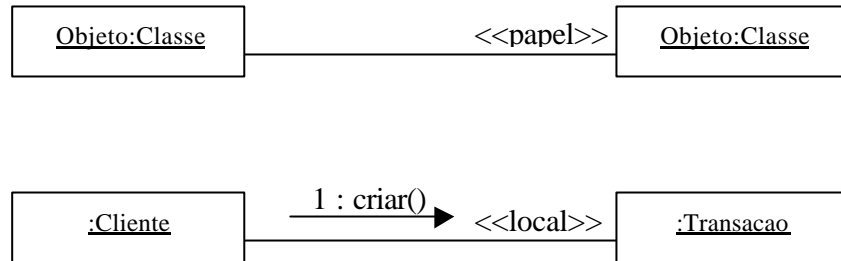 Objeto:Classe <<papel>> Objeto:Classe
1 : criar()
:Cliente <<local>> :Transacao